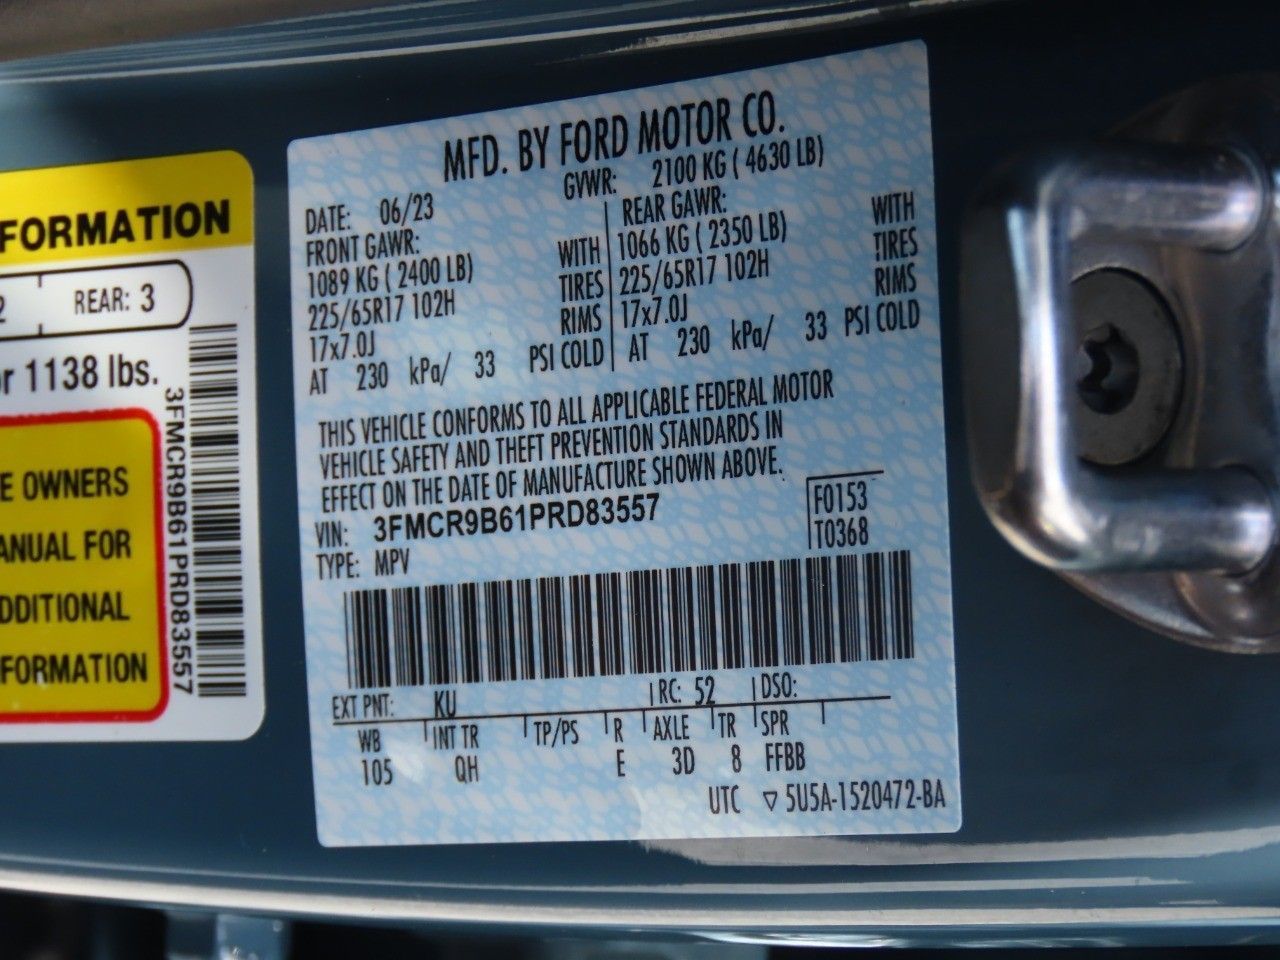 FORMATION
2 REAR: 3
or 1138 lbs.
E OWNERS
ANUAL FOR
DDITIONAL
FORMATION
3FMCR9B61PRD83557
MFD. BY FORD MOTOR CO.
DATE: 06/23 GVWR: 2100 KG ( 4630 LB)
FRONT GAWR: REAR GAWR:
1089 KG ( 2400 LB) WITH 1066 KG ( 2350 LB) WITH
225/65R17 102H TIRES 225/65R17 102H TIRES
17x7.0J RIMS 17x7.0J RIMS
AT 230 kPa/ 33 PSI COLD AT 230 kPa/ 33 PSI COLD
THIS VEHICLE CONFORMS TO ALL APPLICABLE FEDERAL MOTOR
VEHICLE SAFETY AND THEFT PREVENTION STANDARDS IN
EFFECT ON THE DATE OF MANUFACTURE SHOWN ABOVE.
VIN: 3FMCR9B61PRD83557 F0153
TYPE: MPV T0368
EXT PNT: KU RC: 52 DSO:
WB INT TR TP/PS R AXLE TR SPR
105 QH E 3D 8 FFBB
UTC ▽ 5U5A-1520472-BA